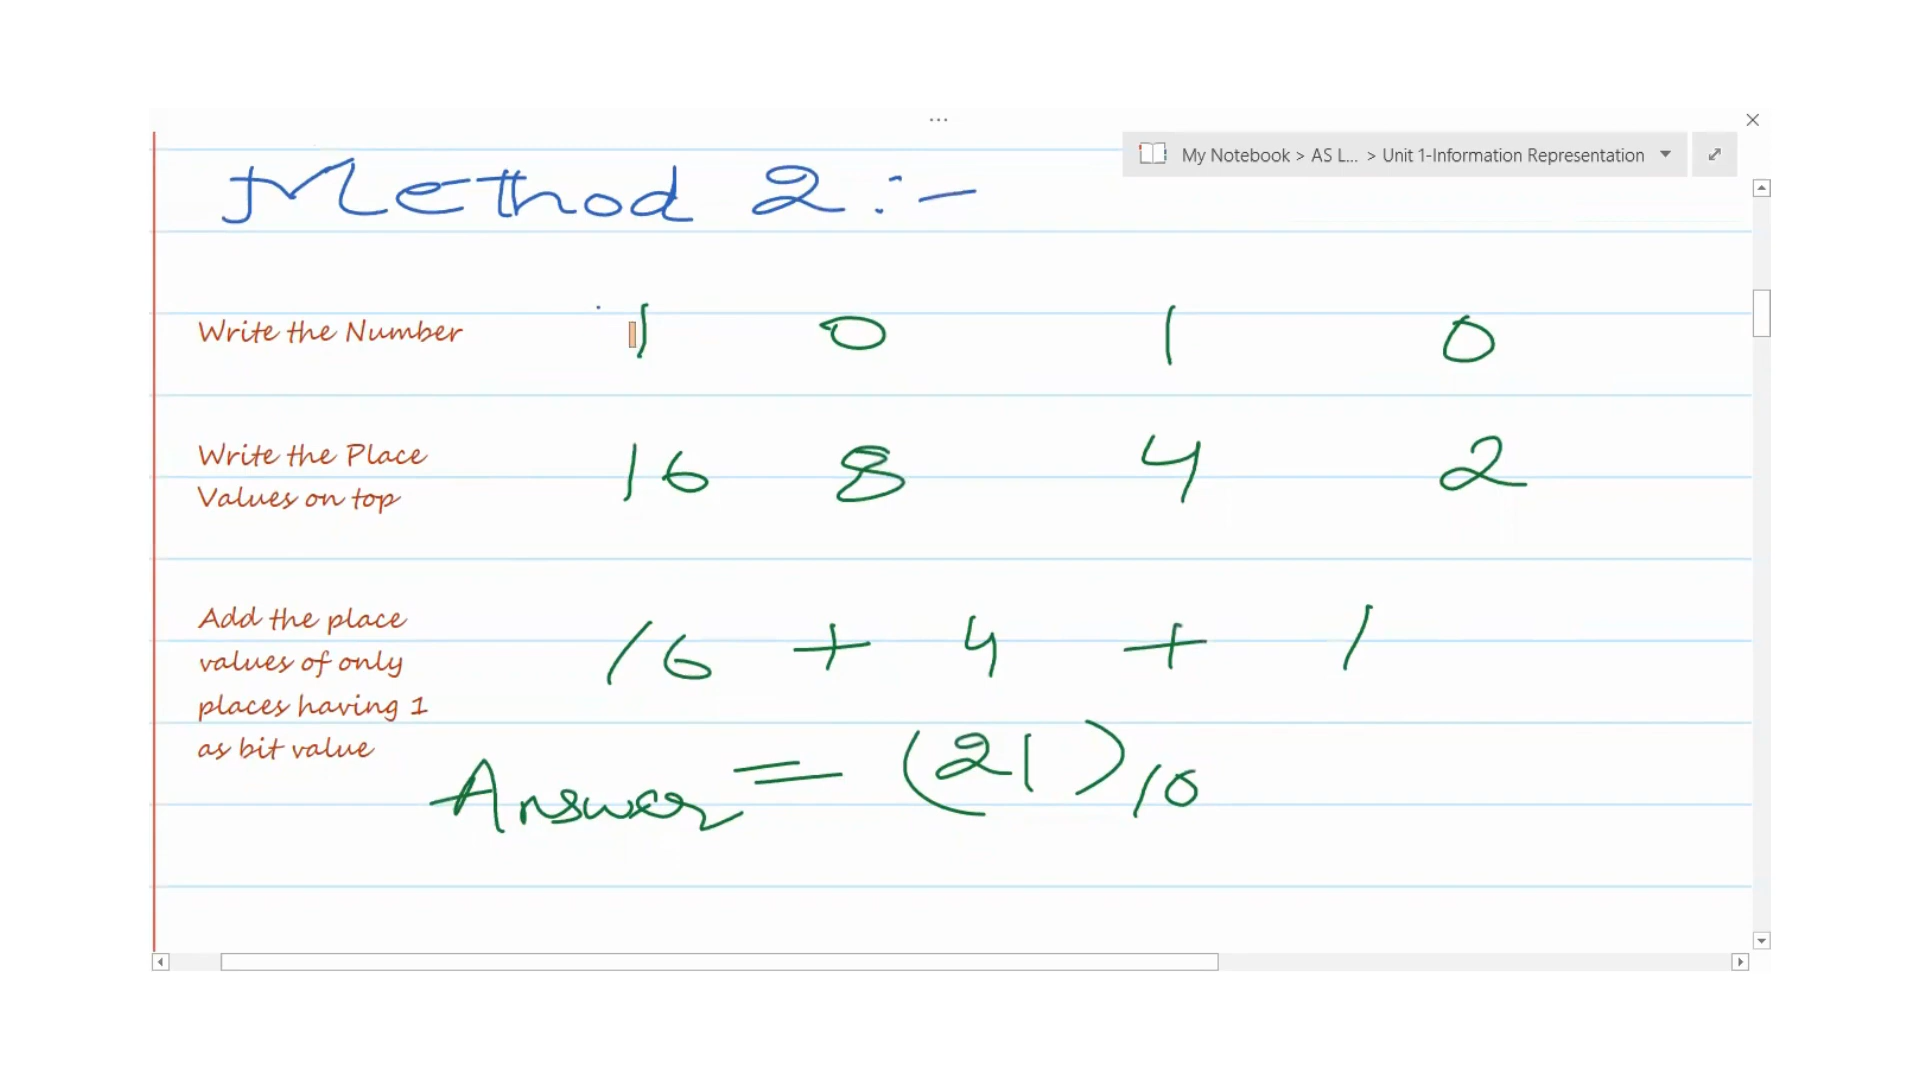 ...
My Notebook > AS L... > Unit 1-Information Representation
Method 2 :-
Write the Number 1 0 1 0
Write the Place
Values on top 16 8 4 2
Add the place
values of only
places having 1
as bit value
16 + 4 + 1
Answer = (21)10